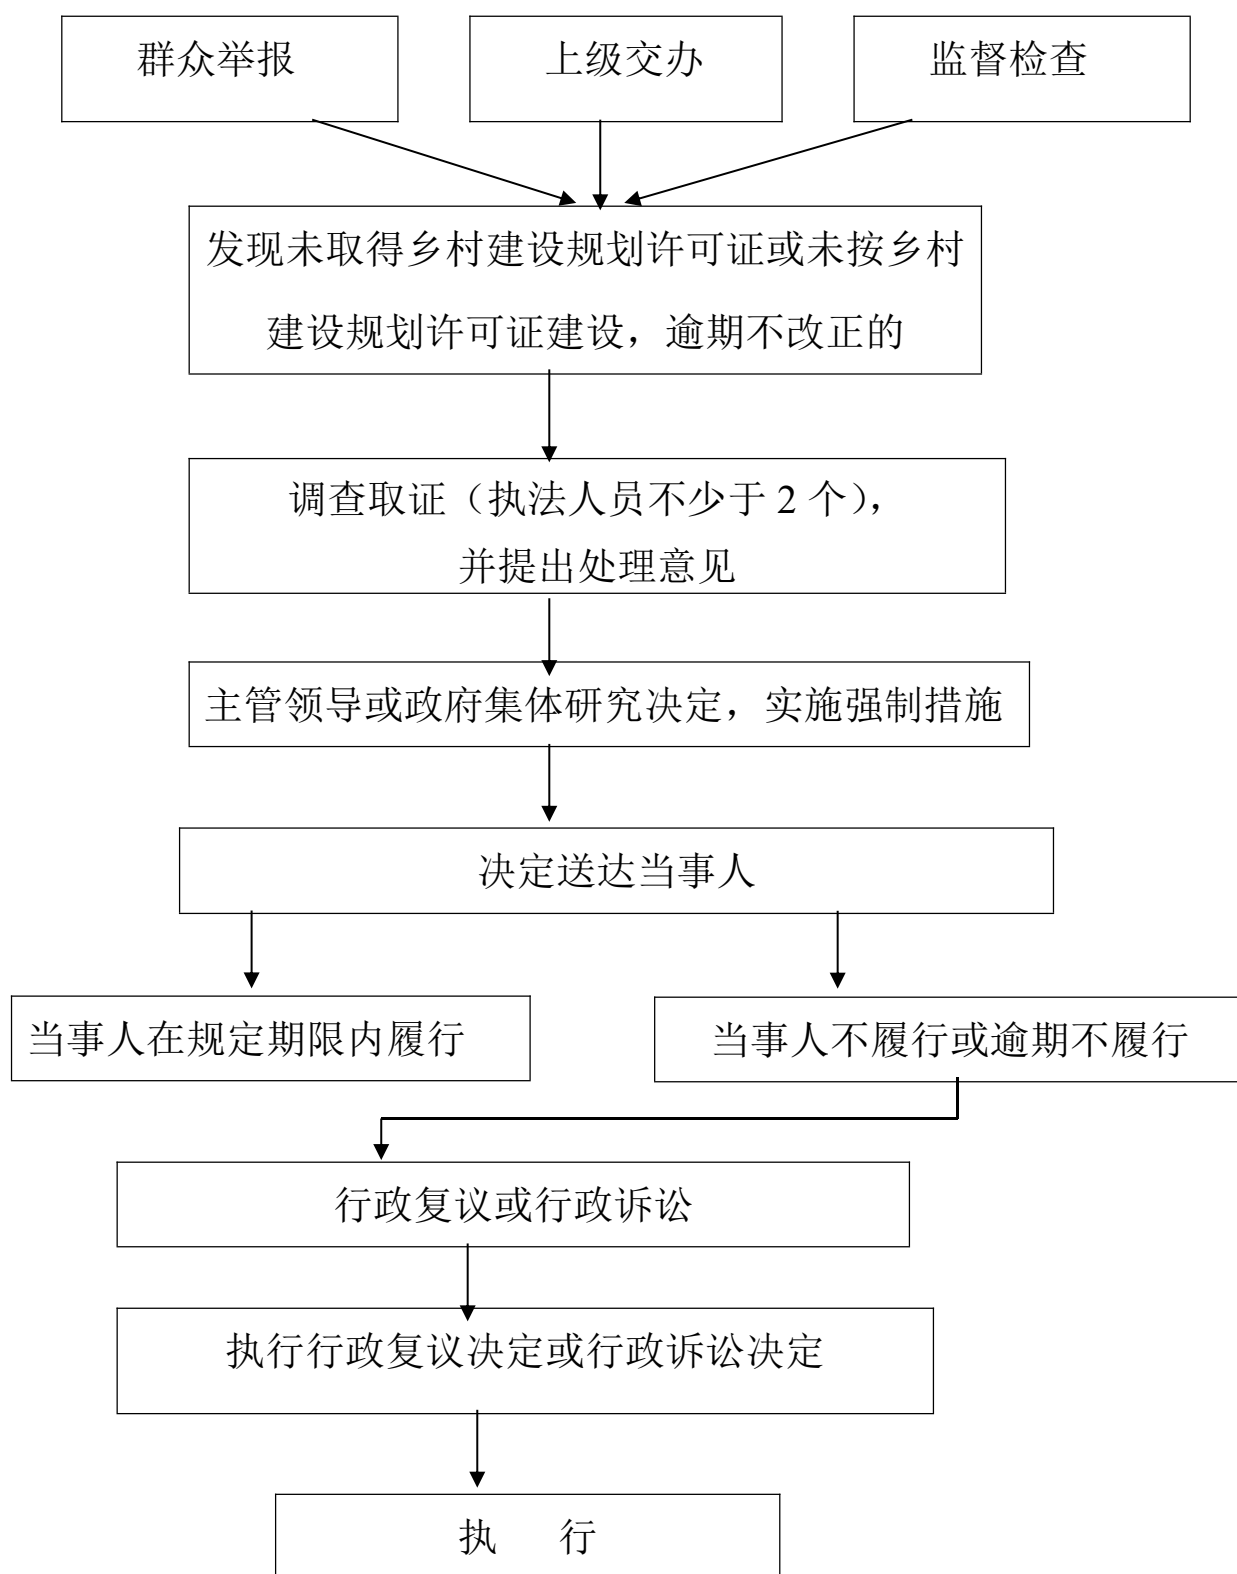 群众举报
上级交办
监督检查
发现未取得乡村建设规划许可证或未按乡村
建设规划许可证建设，逾期不改正的
调查取证（执法人员不少于 2 个），
并提出处理意见
主管领导或政府集体研究决定，实施强制措施
决定送达当事人
当事人在规定期限内履行
当事人不履行或逾期不履行
行政复议或行政诉讼
执行行政复议决定或行政诉讼决定
执 行